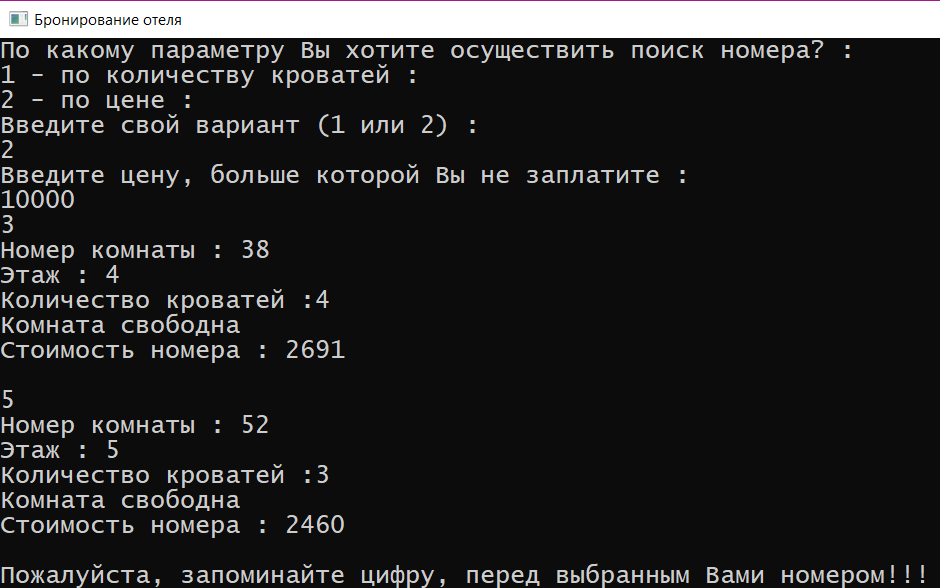 Бронирование отеля
По какому параметру Вы хотите осуществить поиск номера? :
1 - по количеству кроватей :
2 - по цене :
Введите свой вариант (1 или 2) :
2
Введите цену, больше которой Вы не заплатите :
10000
3
Номер комнаты : 38
Этаж : 4
Количество кроватей :4
Комната свободна
Стоимость номера : 2691
5
Номер комнаты : 52
Этаж : 5
Количество кроватей :3
Комната свободна
Стоимость номера : 2460
Пожалуйста, запоминайте цифру, перед выбранным Вами номером!!!